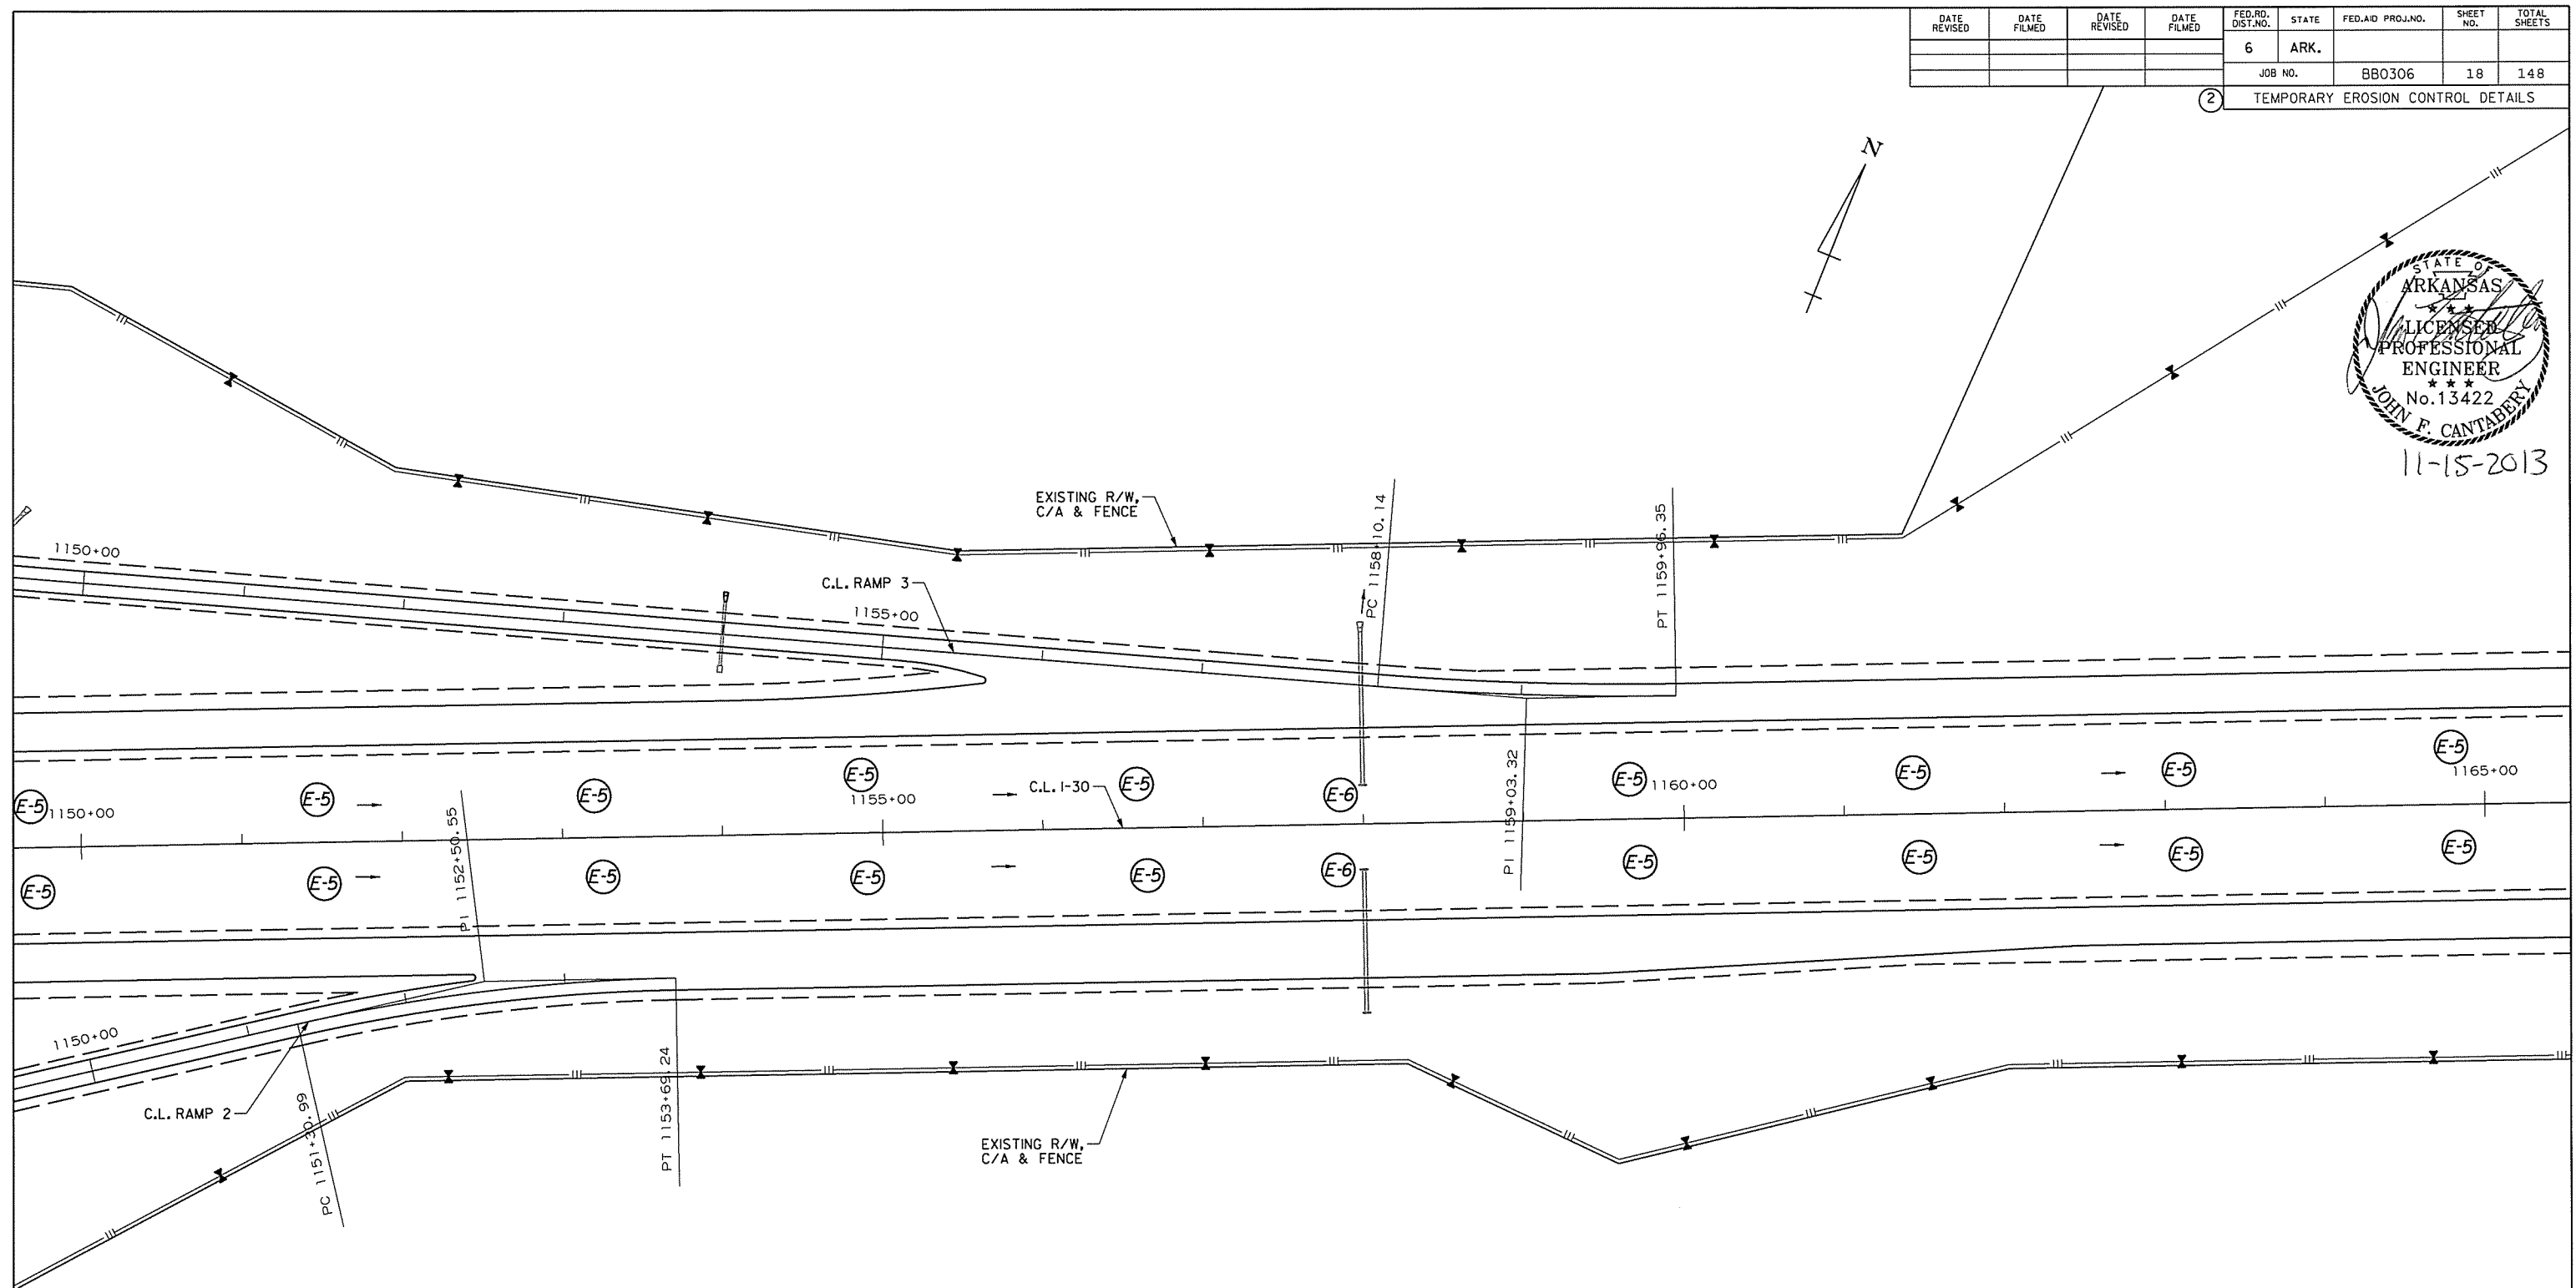 DATE REVISED
DATE FILMED
DATE REVISED
DATE FILMED
FED.RD. DIST.NO.
STATE
FED.AID PROJ.NO.
SHEET NO.
TOTAL SHEETS
6
ARK.
JOB NO.
BB0306
18
148
2
TEMPORARY EROSION CONTROL DETAILS
N
STATE OF
ARKANSAS
LICENSED
PROFESSIONAL
ENGINEER
No.13422
JOHN F. CANTABERY
11-15-2013
EXISTING R/W,
C/A & FENCE
PC 1158+10.14
PT 1159+96.35
1150+00
C.L. RAMP 3
1155+00
E-5
1150+00
E-5
E-5
E-5
1155+00
C.L. I-30
E-5
E-6
PI 1159+03.32
E-5
1160+00
E-5
E-5
E-5
1165+00
PI 1152+50.55
E-5
E-5
E-5
E-5
E-5
E-6
E-5
E-5
E-5
E-5
1150+00
C.L. RAMP 2
PC 1151+30.99
PT 1153+69.24
EXISTING R/W,
C/A & FENCE